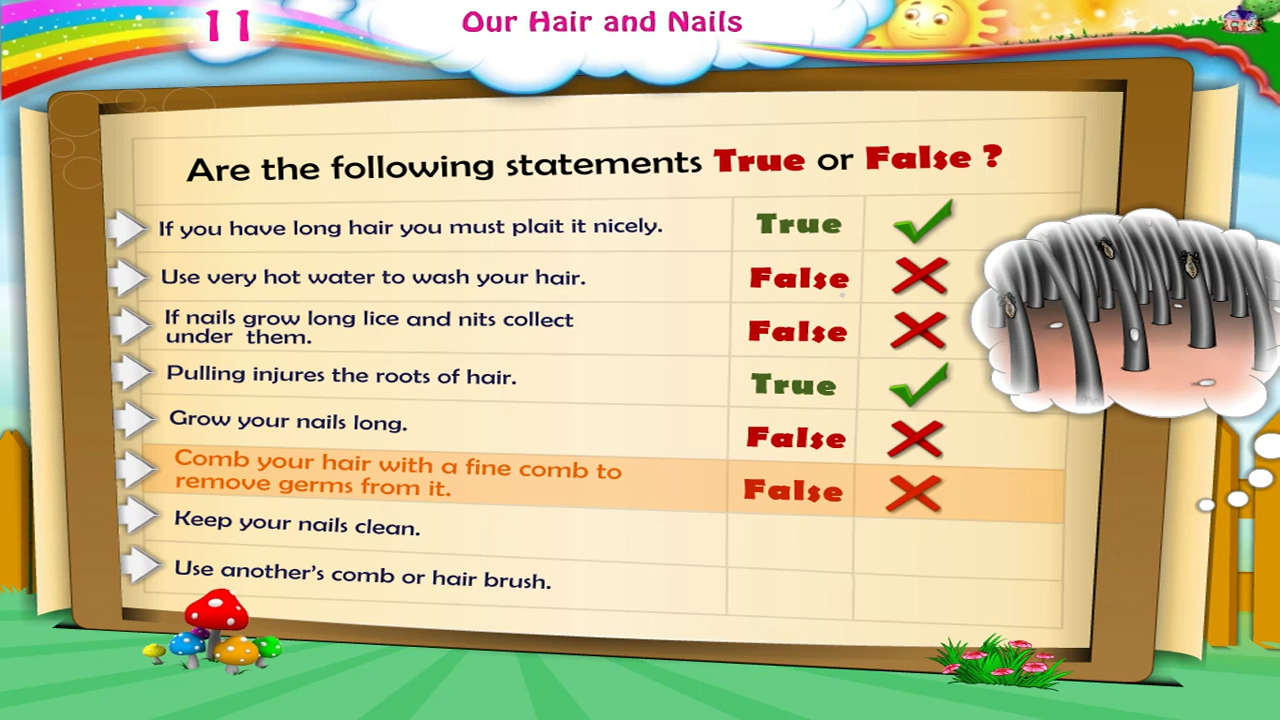 11
Our Hair and Nails
Are the following statements True or False ?
If you have long hair you must plait it nicely. True
Use very hot water to wash your hair. False
If nails grow long lice and nits collect
under them. False
Pulling injures the roots of hair. True
Grow your nails long. False
Comb your hair with a fine comb to
remove germs from it. False
Keep your nails clean.
Use another's comb or hair brush.